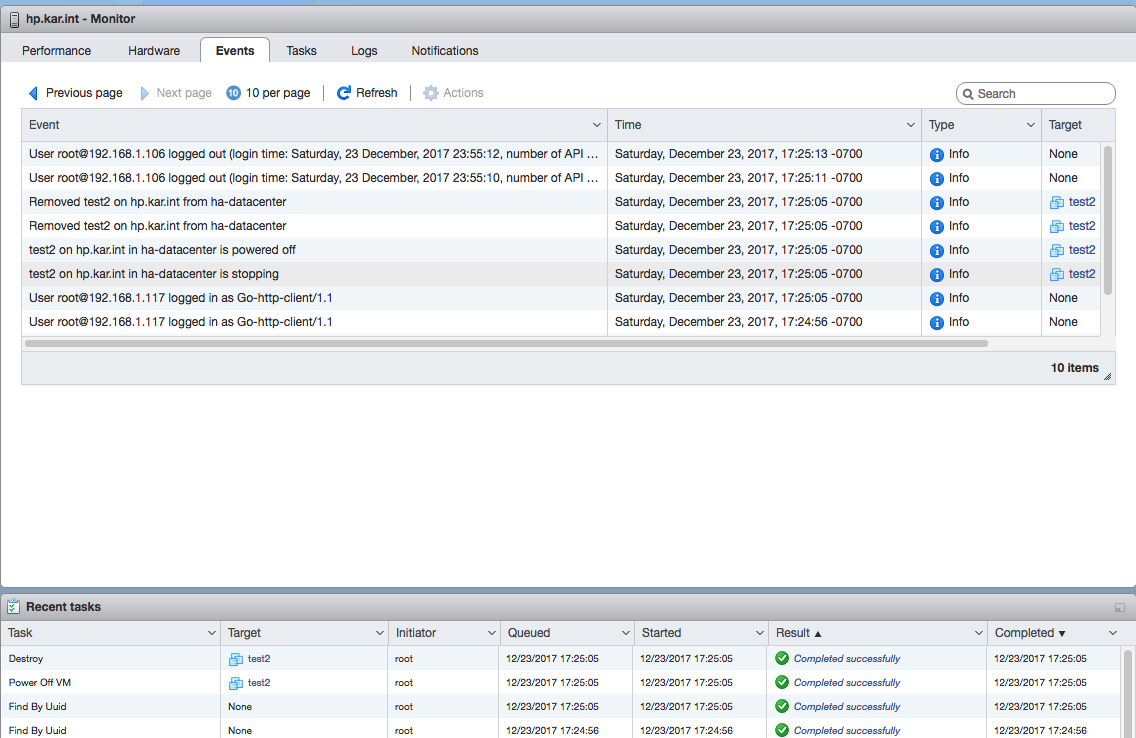 hp.kar.int - Monitor
Performance Hardware Events Tasks Logs Notifications
Previous page Next page 10 10 per page Refresh Actions Search
Event Time Type Target
User root@192.168.1.106 logged out (login time: Saturday, 23 December, 2017 23:55:12, number of API ... Saturday, December 23, 2017, 17:25:13 -0700 Info None
User root@192.168.1.106 logged out (login time: Saturday, 23 December, 2017 23:55:10, number of API ... Saturday, December 23, 2017, 17:25:11 -0700 Info None
Removed test2 on hp.kar.int from ha-datacenter Saturday, December 23, 2017, 17:25:05 -0700 Info test2
Removed test2 on hp.kar.int from ha-datacenter Saturday, December 23, 2017, 17:25:05 -0700 Info test2
test2 on hp.kar.int in ha-datacenter is powered off Saturday, December 23, 2017, 17:25:05 -0700 Info test2
test2 on hp.kar.int in ha-datacenter is stopping Saturday, December 23, 2017, 17:25:05 -0700 Info test2
User root@192.168.1.117 logged in as Go-http-client/1.1 Saturday, December 23, 2017, 17:25:05 -0700 Info None
User root@192.168.1.117 logged in as Go-http-client/1.1 Saturday, December 23, 2017, 17:24:56 -0700 Info None
10 items
Recent tasks
Task Target Initiator Queued Started Result ▲ Completed ▼
Destroy test2 root 12/23/2017 17:25:05 12/23/2017 17:25:05 Completed successfully 12/23/2017 17:25:05
Power Off VM test2 root 12/23/2017 17:25:05 12/23/2017 17:25:05 Completed successfully 12/23/2017 17:25:05
Find By Uuid None root 12/23/2017 17:25:05 12/23/2017 17:25:05 Completed successfully 12/23/2017 17:25:05
Find By Uuid None root 12/23/2017 17:24:56 12/23/2017 17:24:56 Completed successfully 12/23/2017 17:24:56